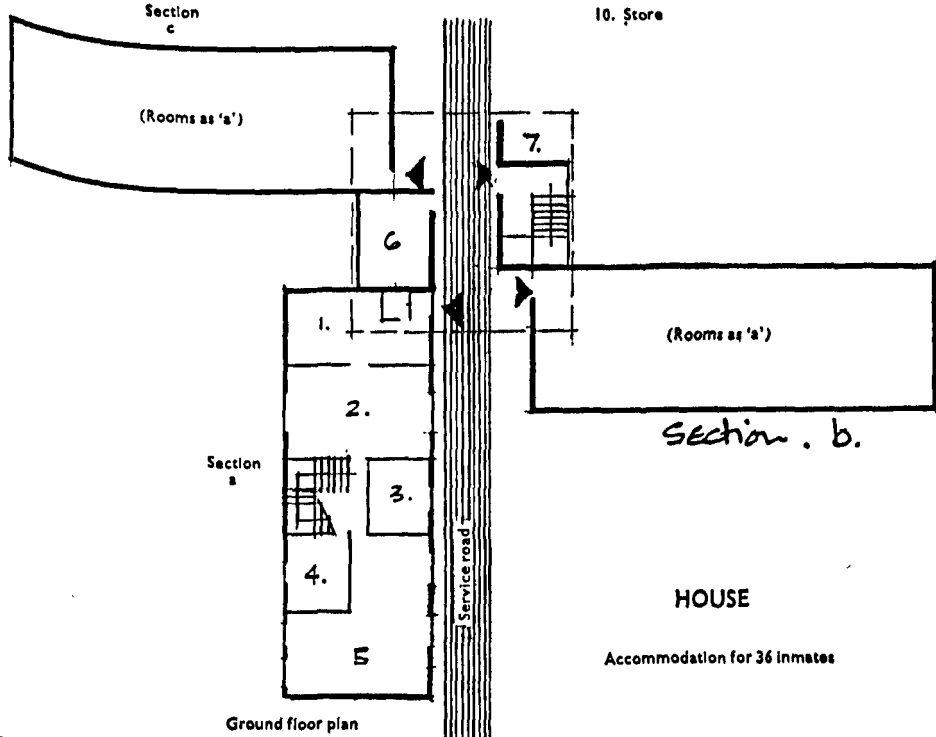 Section
c
10. Store
(Rooms as 'a')
7.
6
1.
(Rooms as 'a')
2.
Section . b.
Section
a
3.
4.
Service road
HOUSE
5
Accommodation for 36 inmates
Ground floor plan